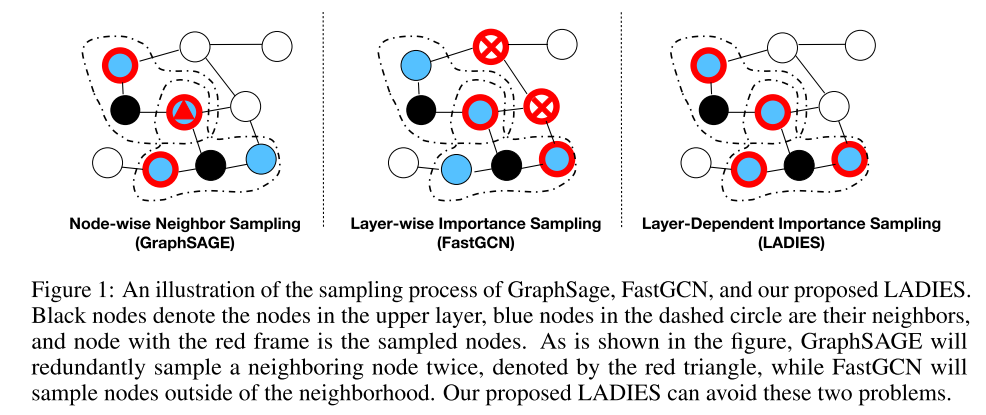 Node-wise Neighbor Sampling
(GraphSAGE)
Layer-wise Importance Sampling
(FastGCN)
Layer-Dependent Importance Sampling
(LADIES)
Figure 1: An illustration of the sampling process of GraphSage, FastGCN, and our proposed LADIES.
Black nodes denote the nodes in the upper layer, blue nodes in the dashed circle are their neighbors,
and node with the red frame is the sampled nodes. As is shown in the figure, GraphSAGE will
redundantly sample a neighboring node twice, denoted by the red triangle, while FastGCN will
sample nodes outside of the neighborhood. Our proposed LADIES can avoid these two problems.